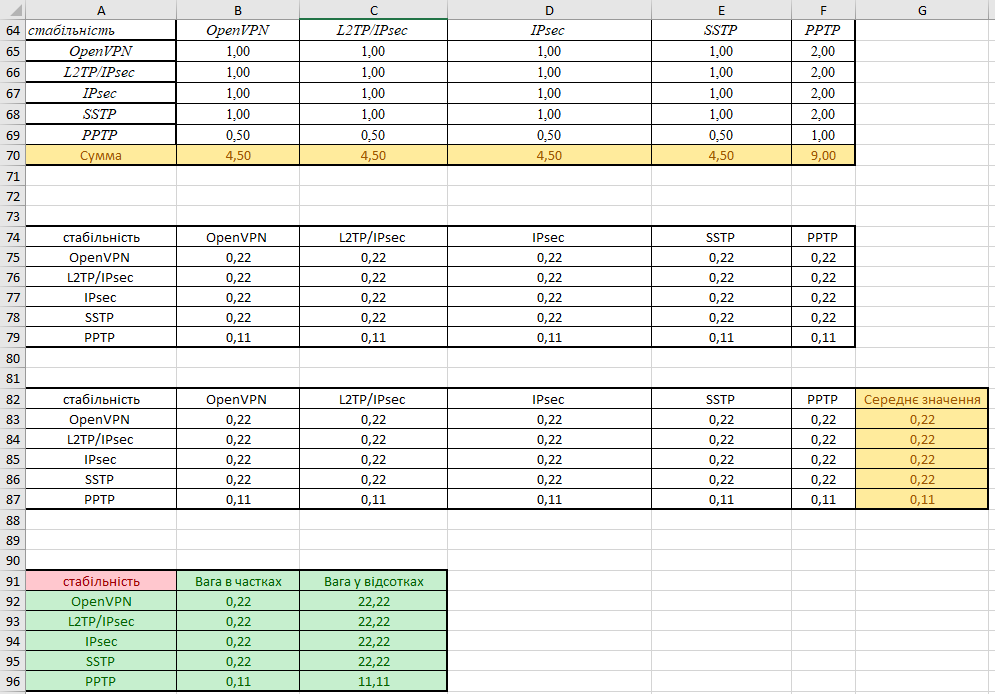 A B C D E F G
64 стабільність OpenVPN L2TP/IPsec IPsec SSTP PPTP
65 OpenVPN 1,00 1,00 1,00 1,00 2,00
66 L2TP/IPsec 1,00 1,00 1,00 1,00 2,00
67 IPsec 1,00 1,00 1,00 1,00 2,00
68 SSTP 1,00 1,00 1,00 1,00 2,00
69 PPTP 0,50 0,50 0,50 0,50 1,00
70 Сумма 4,50 4,50 4,50 4,50 9,00
71
72
73
74 стабільність OpenVPN L2TP/IPsec IPsec SSTP PPTP
75 OpenVPN 0,22 0,22 0,22 0,22 0,22
76 L2TP/IPsec 0,22 0,22 0,22 0,22 0,22
77 IPsec 0,22 0,22 0,22 0,22 0,22
78 SSTP 0,22 0,22 0,22 0,22 0,22
79 PPTP 0,11 0,11 0,11 0,11 0,11
80
81
82 стабільність OpenVPN L2TP/IPsec IPsec SSTP PPTP Середнє значення
83 OpenVPN 0,22 0,22 0,22 0,22 0,22 0,22
84 L2TP/IPsec 0,22 0,22 0,22 0,22 0,22 0,22
85 IPsec 0,22 0,22 0,22 0,22 0,22 0,22
86 SSTP 0,22 0,22 0,22 0,22 0,22 0,22
87 PPTP 0,11 0,11 0,11 0,11 0,11 0,11
88
89
90
91 стабільність Вага в частках Вага у відсотках
92 OpenVPN 0,22 22,22
93 L2TP/IPsec 0,22 22,22
94 IPsec 0,22 22,22
95 SSTP 0,22 22,22
96 PPTP 0,11 11,11